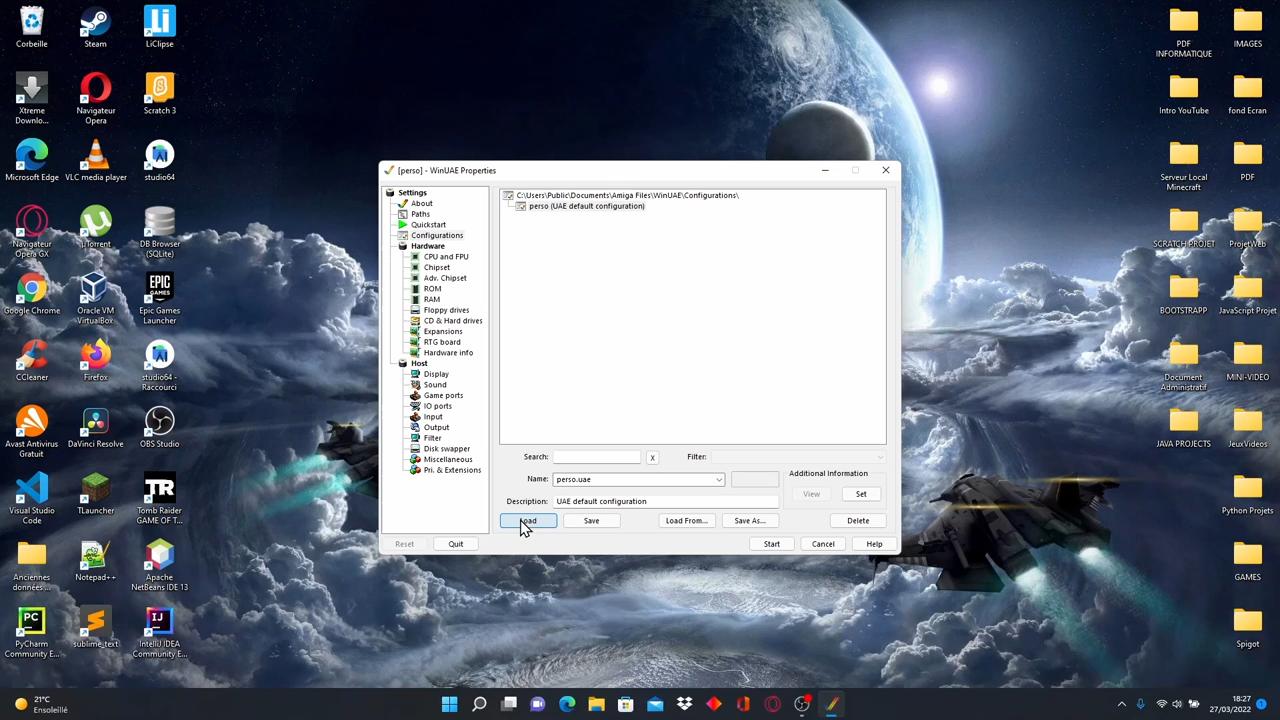 Corbeille
Steam
LiClipse
Xtreme
Downlo...
Navigateur
Opera
Scratch 3
Microsoft Edge
VLC media player
studio64
Navigateur
Opera GX
µTorrent
DB Browser
(SQLite)
Google Chrome
Oracle VM
VirtualBox
Epic Games
Launcher
CCleaner
Firefox
studio64 -
Raccourci
Avast Antivirus
Gratuit
DaVinci Resolve
OBS Studio
Visual Studio
Code
TLauncher
Tomb Raider
GAME OF T...
Anciennes
données ...
Notepad++
Apache
NetBeans IDE 13
PyCharm
Community E...
sublime_text
IntelliJ IDEA
Community E...
[perso] - WinUAE Properties
Settings
About
Paths
Quickstart
Configurations
Hardware
CPU and FPU
Chipset
Adv. Chipset
ROM
RAM
Floppy drives
CD & Hard drives
Expansions
RTG board
Hardware info
Host
Display
Sound
Game ports
IO ports
Input
Output
Filter
Disk swapper
Miscellaneous
Pri. & Extensions
C:\Users\Public\Documents\Amiga Files\WinUAE\Configurations\
perso (UAE default configuration)
Search:
x
Filter:
Name: perso.uae
Additional Information
View Set
Description: UAE default configuration
Load Save Load From... Save As... Delete
Reset Quit Start Cancel Help
PDF
INFORMATIQUE
IMAGES
Intro YouTube
fond Ecran
Serveur Local
Minecraft
PDF
SCRATCH PROJET
ProjetWeb
BOOTSTRAPP
JavaScript Projet
Document
Administratif
MINI-VIDEO
JAVA PROJECTS
JeuxVideos
Python Projets
GAMES
Spigot
21°C
Ensoleillé
18:27
27/03/2022